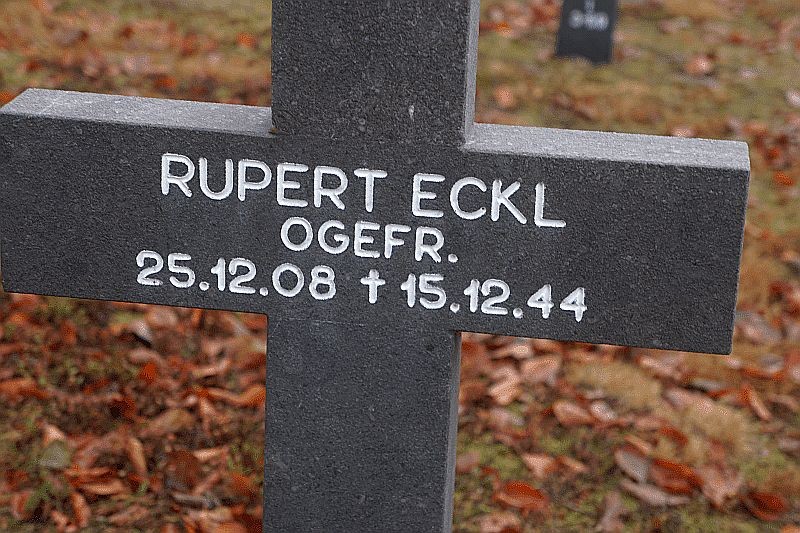 RUPERT ECKL
OGEFR.
25.12.08 † 15.12.44